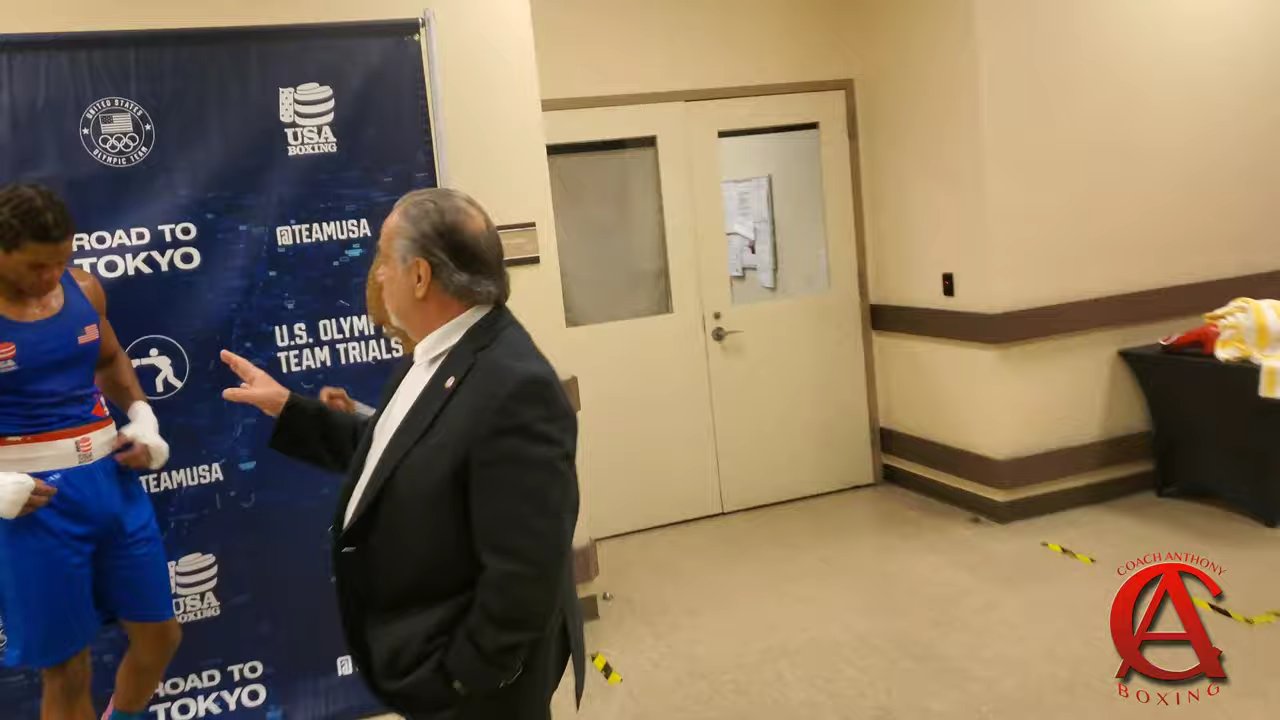 UNITED STATES
OLYMPIC TEAM
USA
BOXING
ROAD TO
TOKYO
@TEAMUSA
U.S. OLYMP
TEAM TRIALS
TEAMUSA
USA
BOXING
ROAD TO
TOKYO
COACH ANTHONY
CA
BOXING